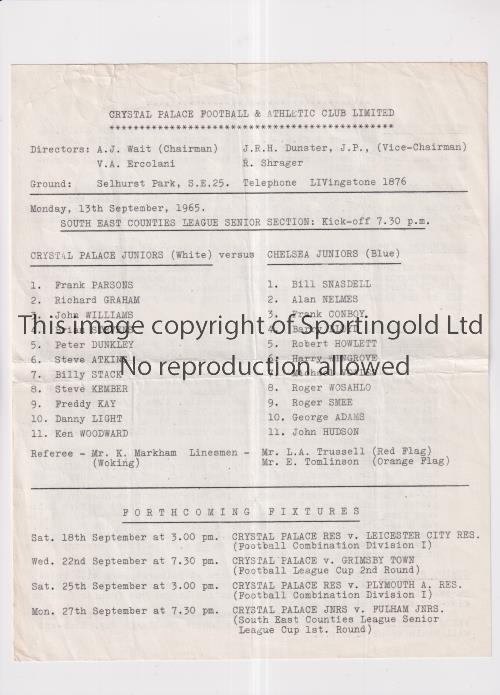 CRYSTAL PALACE FOOTBALL & ATHLETIC CLUB LIMITED
Directors: A.J. Wait (Chairman) J.R.H. Dunster, J.P., (Vice-Chairman)
V.A. Ercolani R. Shrager
Ground: Selhurst Park, S.E.25. Telephone LIVingstone 1876
Monday, 13th September, 1965.
SOUTH EAST COUNTIES LEAGUE SENIOR SECTION: Kick-off 7.30 p.m.
CRYSTAL PALACE JUNIORS (White) versus CHELSEA JUNIORS (Blue)
1. Frank PARSONS 1. Bill SNASDELL
2. Richard GRAHAM 2. Alan NELMES
3. John WILLIAMS 3. Frank CONBOY
This image copyright of Sportingold Ltd
5. Peter DUNKLEY 5. Robert HOWLETT
6. Steve ATKINS 6. Harry WINGROVE
No reproduction allowed
7. Billy STACK
8. Steve KEMBER 8. Roger WOSAHLO
9. Freddy KAY 9. Roger SMEE
10. Danny LIGHT 10. George ADAMS
11. Ken WOODWARD 11. John HUDSON
Referee - Mr. K. Markham Linesmen - Mr. L.A. Trussell (Red Flag)
(Woking) Mr. E. Tomlinson (Orange Flag)
FORTHCOMING FIXTURES
Sat. 18th September at 3.00 pm. CRYSTAL PALACE RES v. LEICESTER CITY RES.
(Football Combination Division I)
Wed. 22nd September at 7.30 pm. CRYSTAL PALACE v. GRIMSBY TOWN
(Football League Cup 2nd Round)
Sat. 25th September at 3.00 pm. CRYSTAL PALACE RES v. PLYMOUTH A. RES.
(Football Combination Division I)
Mon. 27th September at 7.30 pm. CRYSTAL PALACE JNRS v. FULHAM JNRS.
(South East Counties League Senior
League Cup 1st. Round)